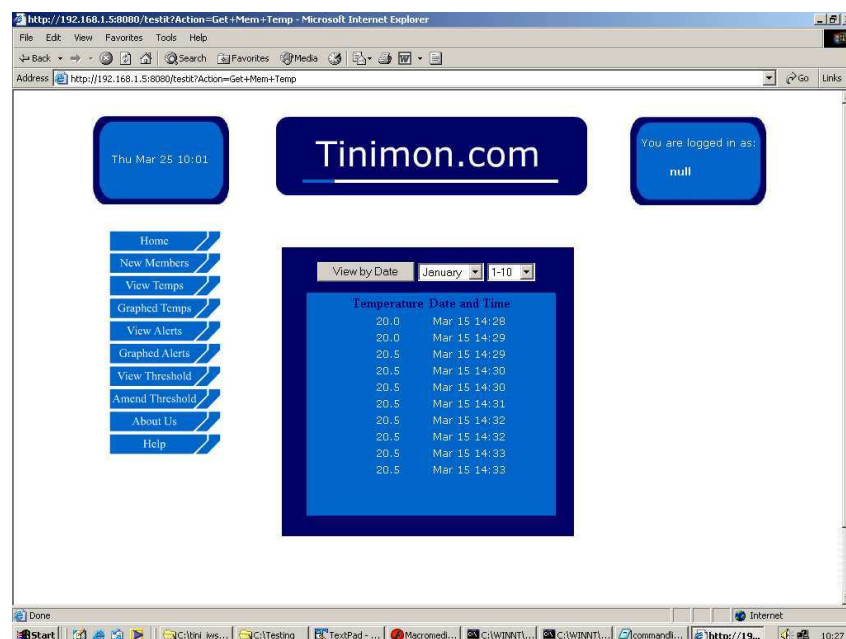 http://192.168.1.5:8080/testit?Action=Get+Mem+Temp - Microsoft Internet Explorer
File Edit View Favorites Tools Help
Back Search Favorites Media
Address http://192.168.1.5:8080/testit?Action=Get+Mem+Temp Go Links
Thu Mar 25 10:01
Tinimon.com
You are logged in as:
null
Home
New Members
View Temps
Graphed Temps
View Alerts
Graphed Alerts
View Threshold
Amend Threshold
About Us
Help
View by Date January 1-10
Temperature Date and Time
20.0 Mar 15 14:28
20.0 Mar 15 14:29
20.5 Mar 15 14:29
20.5 Mar 15 14:30
20.5 Mar 15 14:30
20.5 Mar 15 14:31
20.5 Mar 15 14:32
20.5 Mar 15 14:32
20.5 Mar 15 14:33
20.5 Mar 15 14:33
Done Internet
Start C:\tini_iws... C:\Testing TextPad - ... Macromedi... C:\WINNT\... C:\WINNT\... commandi... http://19... 10:27